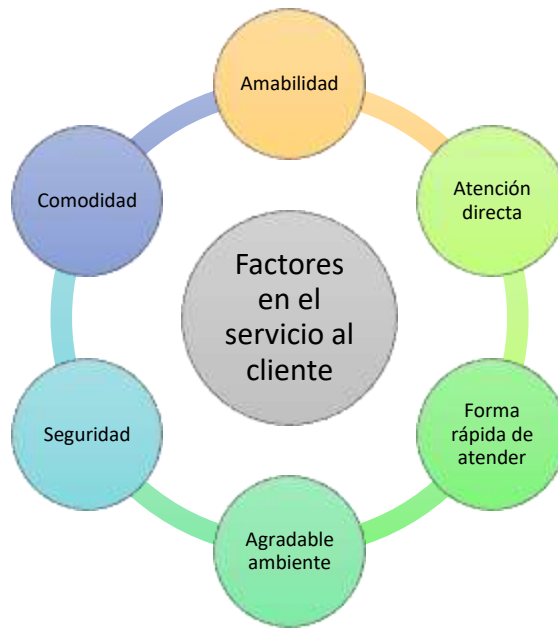 Amabilidad
Atención
directa
Forma
rápida de
atender
Agradable
ambiente
Seguridad
Comodidad
Factores
en el
servicio al
cliente